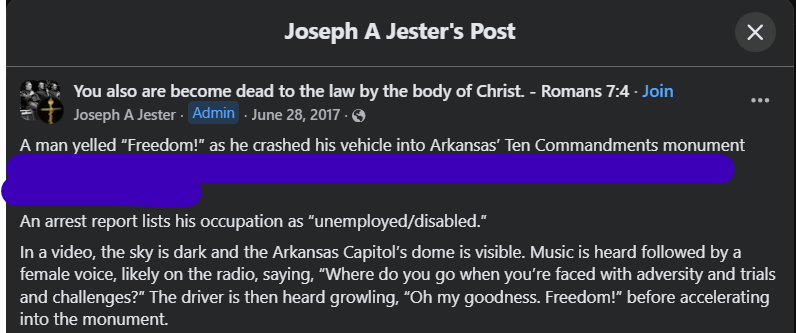 Joseph A Jester's Post
You also are become dead to the law by the body of Christ. - Romans 7:4 · Join
Joseph A Jester · Admin · June 28, 2017 ·
A man yelled “Freedom!” as he crashed his vehicle into Arkansas’ Ten Commandments monument
An arrest report lists his occupation as “unemployed/disabled.”
In a video, the sky is dark and the Arkansas Capitol’s dome is visible. Music is heard followed by a
female voice, likely on the radio, saying, “Where do you go when you’re faced with adversity and trials
and challenges?” The driver is then heard growling, “Oh my goodness. Freedom!” before accelerating
into the monument.